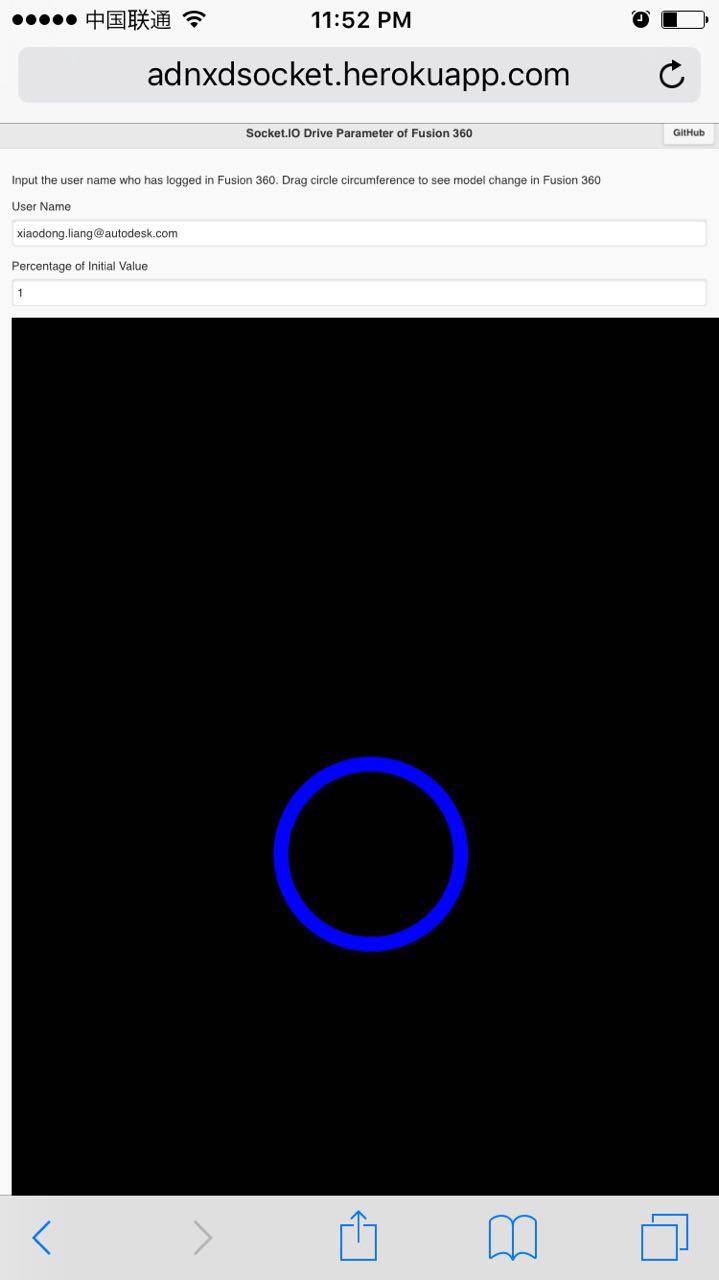 中国联通 11:52 PM
adnxdsocket.herokuapp.com
Socket.IO Drive Parameter of Fusion 360 GitHub
Input the user name who has logged in Fusion 360. Drag circle circumference to see model change in Fusion 360
User Name
xiaodong.liang@autodesk.com
Percentage of Initial Value
1